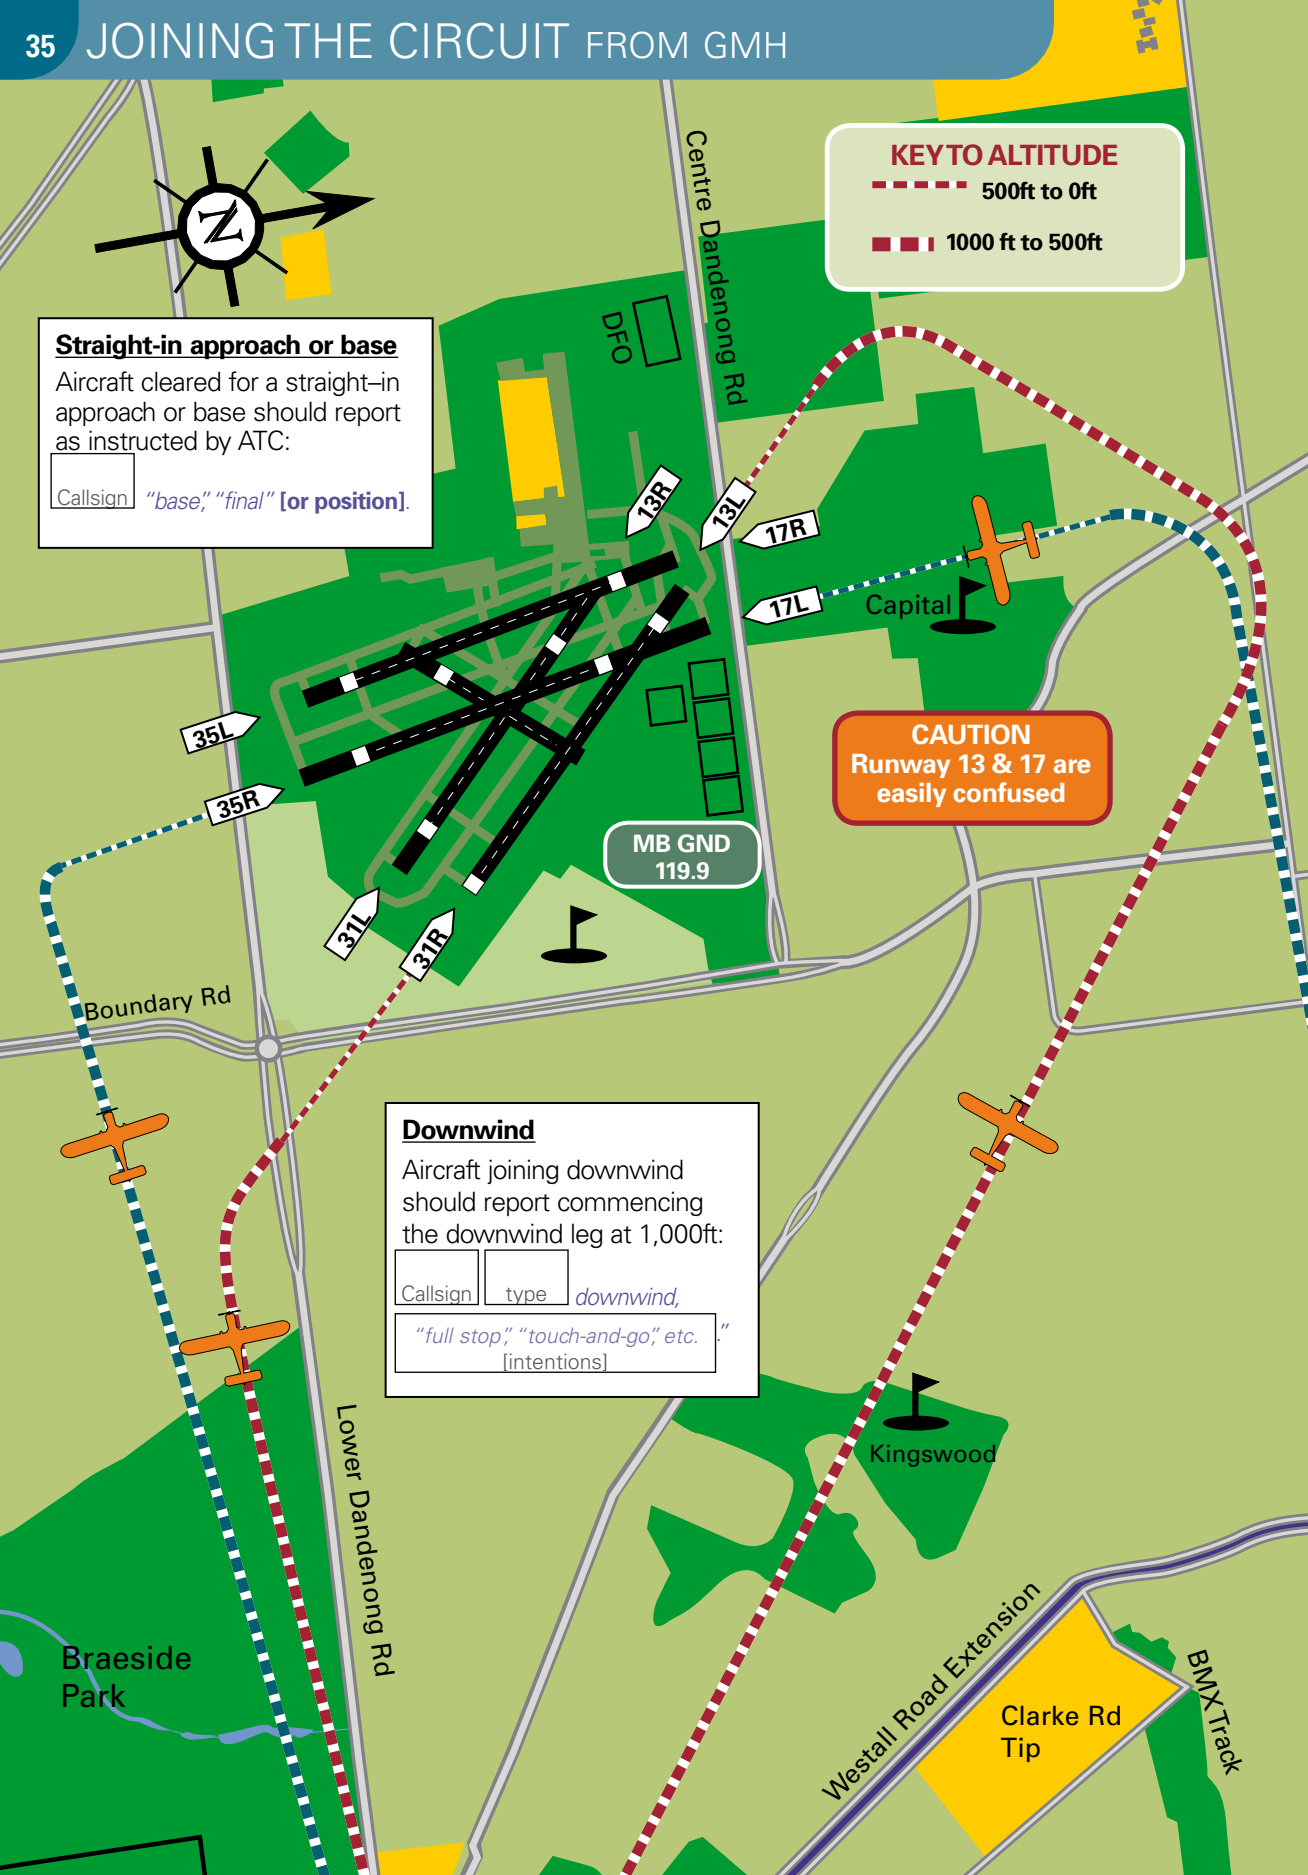 35
JOINING THE CIRCUIT FROM GMH
KEY TO ALTITUDE
500ft to 0ft
1000 ft to 500ft
Centre Dandenong Rd
N
DFO
Straight-in approach or base
Aircraft cleared for a straight–in
approach or base should report
as instructed by ATC:
Callsign “base,” “final” [or position].
13R
13L
17R
17L
Capital
35L
35R
CAUTION
Runway 13 & 17 are
easily confused
MB GND
119.9
31L
31R
Boundary Rd
Downwind
Aircraft joining downwind
should report commencing
the downwind leg at 1,000ft:
Callsign type downwind,
“full stop”, “touch-and-go”, etc. .”
[intentions]
Lower Dandenong Rd
Kingswood
Braeside
Park
Westall Road Extension
Clarke Rd
Tip
BMX Track